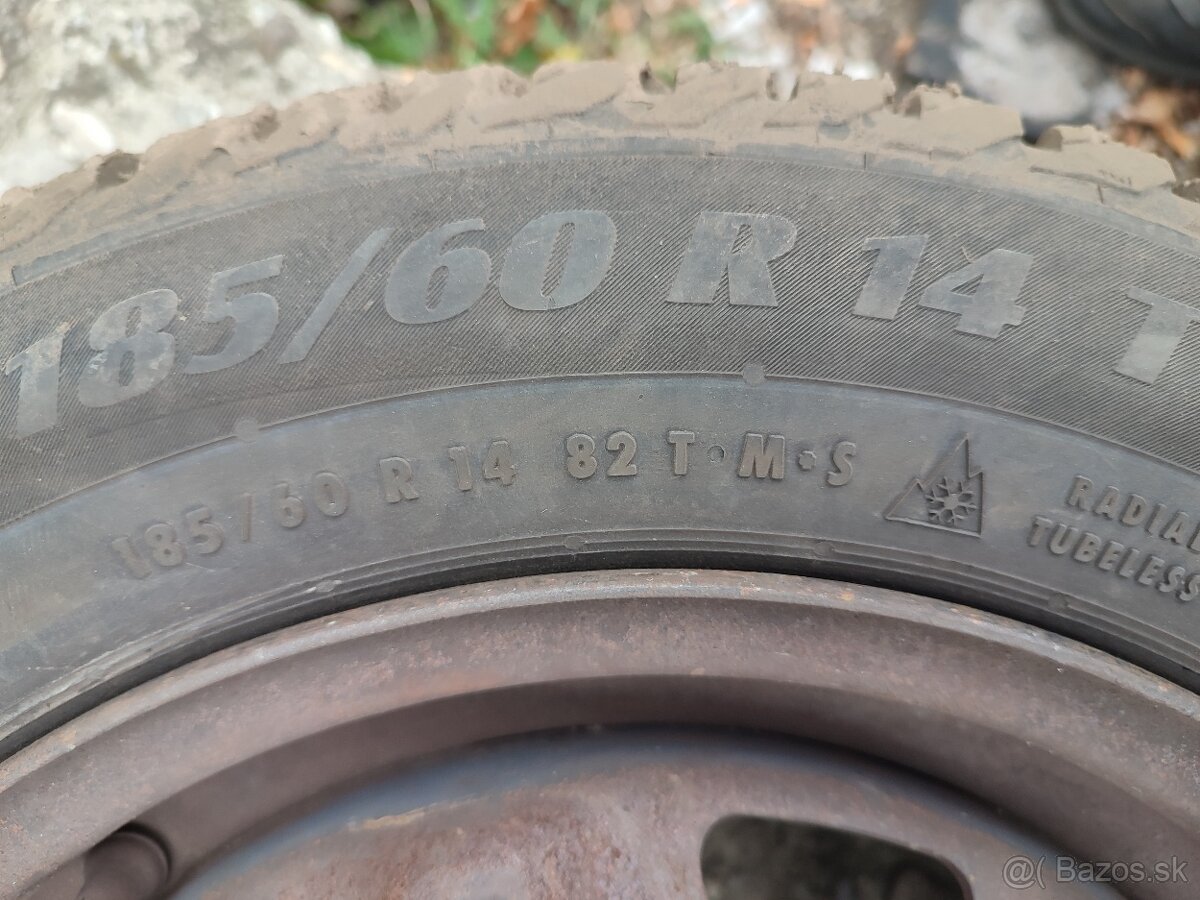 185/60 R 14 T
185/60 R 14 82 T • M • S
RADIAL
TUBELESS
@( Bazos.sk